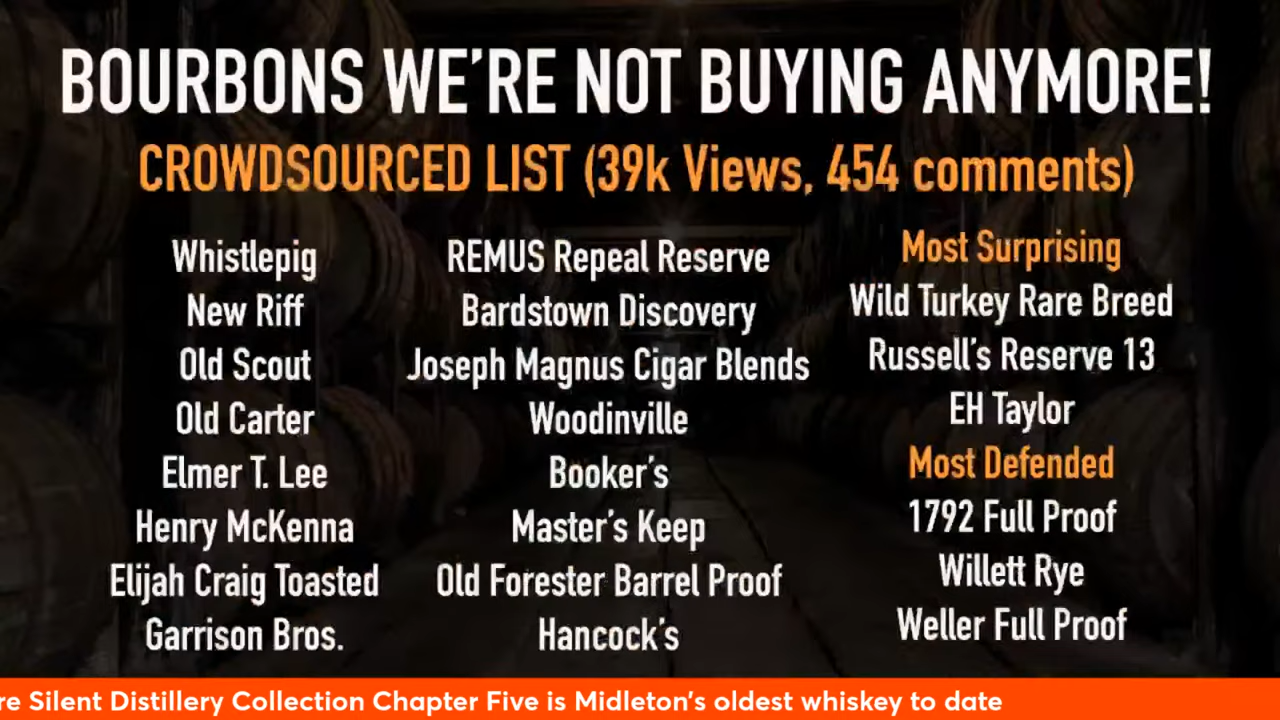 BOURBONS WE'RE NOT BUYING ANYMORE!
CROWDSOURCED LIST (39k Views, 454 comments)
Whistlepig
New Riff
Old Scout
Old Carter
Elmer T. Lee
Henry McKenna
Elijah Craig Toasted
Garrison Bros.
REMUS Repeal Reserve
Bardstown Discovery
Joseph Magnus Cigar Blends
Woodinville
Booker's
Master's Keep
Old Forester Barrel Proof
Hancock's
Most Surprising
Wild Turkey Rare Breed
Russell's Reserve 13
EH Taylor
Most Defended
1792 Full Proof
Willett Rye
Weller Full Proof
re Silent Distillery Collection Chapter Five is Midleton's oldest whiskey to date